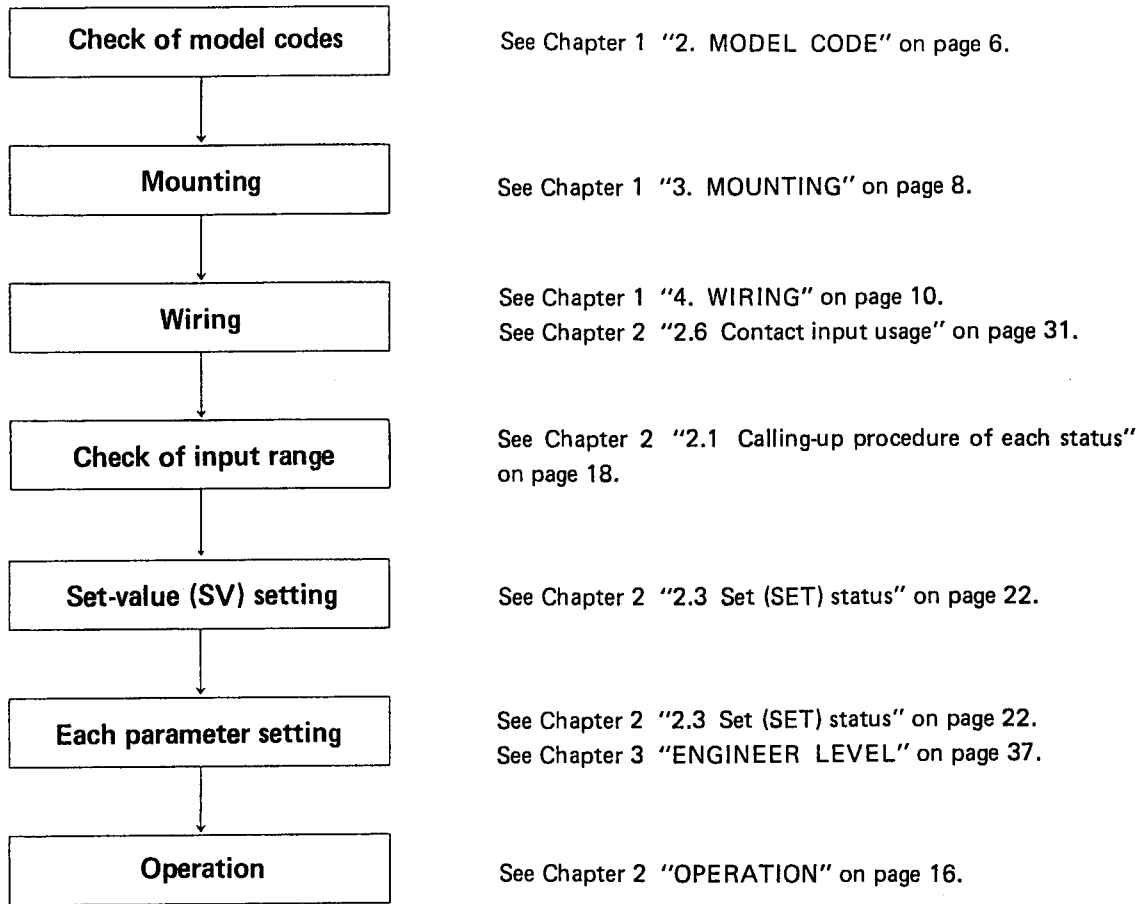 Check of model codes
See Chapter 1 "2. MODEL CODE" on page 6.
Mounting
See Chapter 1 "3. MOUNTING" on page 8.
Wiring
See Chapter 1 "4. WIRING" on page 10.
See Chapter 2 "2.6 Contact input usage" on page 31.
Check of input range
See Chapter 2 "2.1 Calling-up procedure of each status"
on page 18.
Set-value (SV) setting
See Chapter 2 "2.3 Set (SET) status" on page 22.
Each parameter setting
See Chapter 2 "2.3 Set (SET) status" on page 22.
See Chapter 3 "ENGINEER LEVEL" on page 37.
Operation
See Chapter 2 "OPERATION" on page 16.